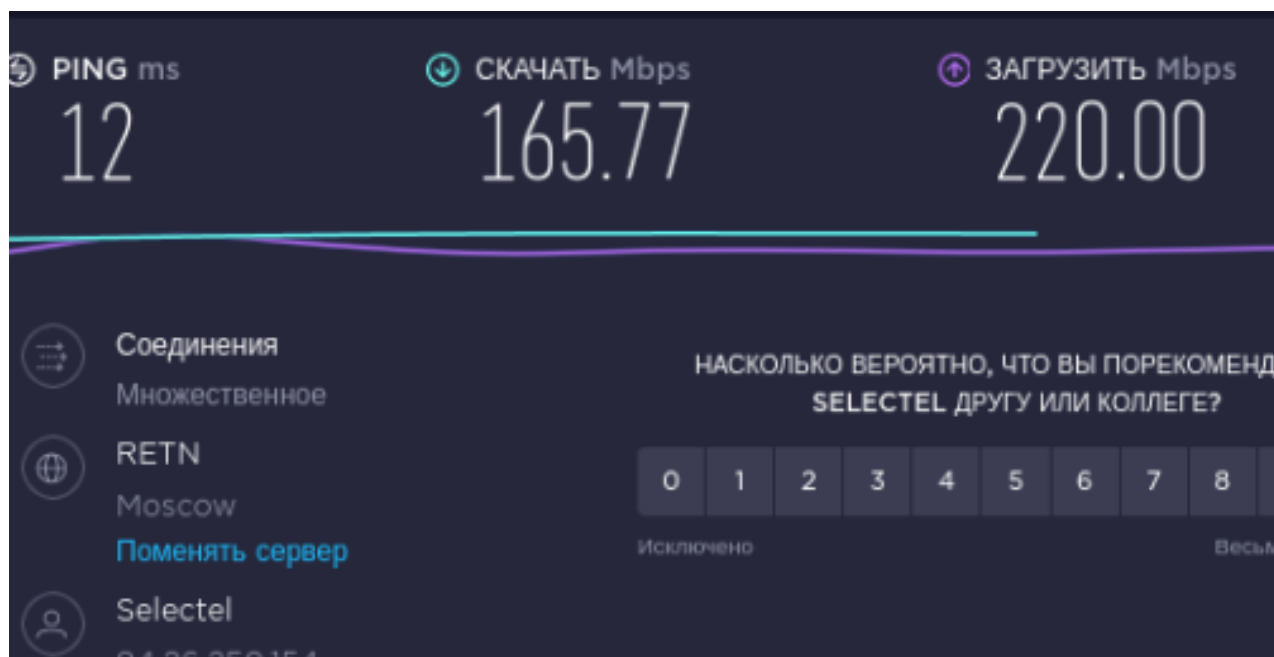 PING ms
12
СКАЧАТЬ Mbps
165.77
ЗАГРУЗИТЬ Mbps
220.00
Соединения
Множественное
RETN
Moscow
Поменять сервер
Selectel
НАСКОЛЬКО ВЕРОЯТНО, ЧТО ВЫ ПОРЕКОМЕНД
SELECTEL ДРУГУ ИЛИ КОЛЛЕГЕ?
0 1 2 3 4 5 6 7 8
Исключено
Весьм